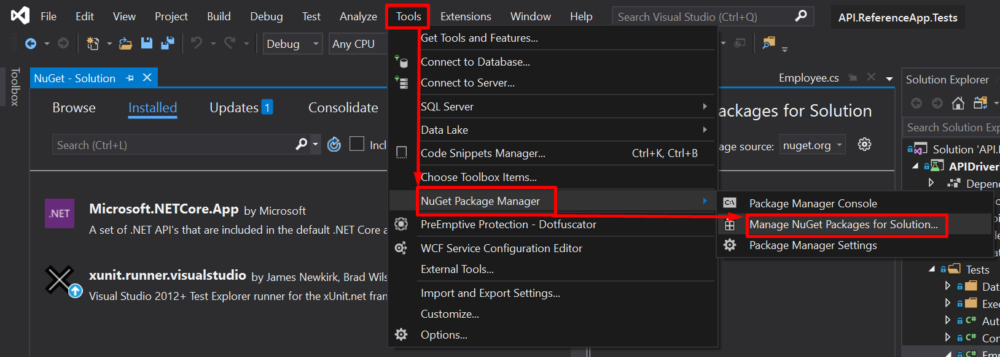 File Edit View Project Build Debug Test Analyze Tools Extensions Window Help Search Visual Studio (Ctrl+Q) API.ReferenceApp.Tests
Debug Any CPU
Toolbox
NuGet - Solution
Employee.cs
Solution Explorer
Browse Installed Updates 1 Consolidate
ackages for Solution
Search (Ctrl+L) Incl
age source: nuget.org
Search Solution Exp
Get Tools and Features...
Connect to Database...
Connect to Server...
SQL Server
Data Lake
Code Snippets Manager... Ctrl+K, Ctrl+B
Choose Toolbox Items...
NuGet Package Manager
PreEmptive Protection - Dotfuscator
WCF Service Configuration Editor
External Tools...
Import and Export Settings...
Customize...
Options...
Package Manager Console
Manage NuGet Packages for Solution...
Package Manager Settings
.NET
Microsoft.NETCore.App by Microsoft
A set of .NET API's that are included in the default .NET Core a
xunit.runner.visualstudio by James Newkirk, Brad Wils
Visual Studio 2012+ Test Explorer runner for the xUnit.net fran
Solution 'API.
APIDriver
Depend
Tests
Dat
Exec
C# Aut
C# Con